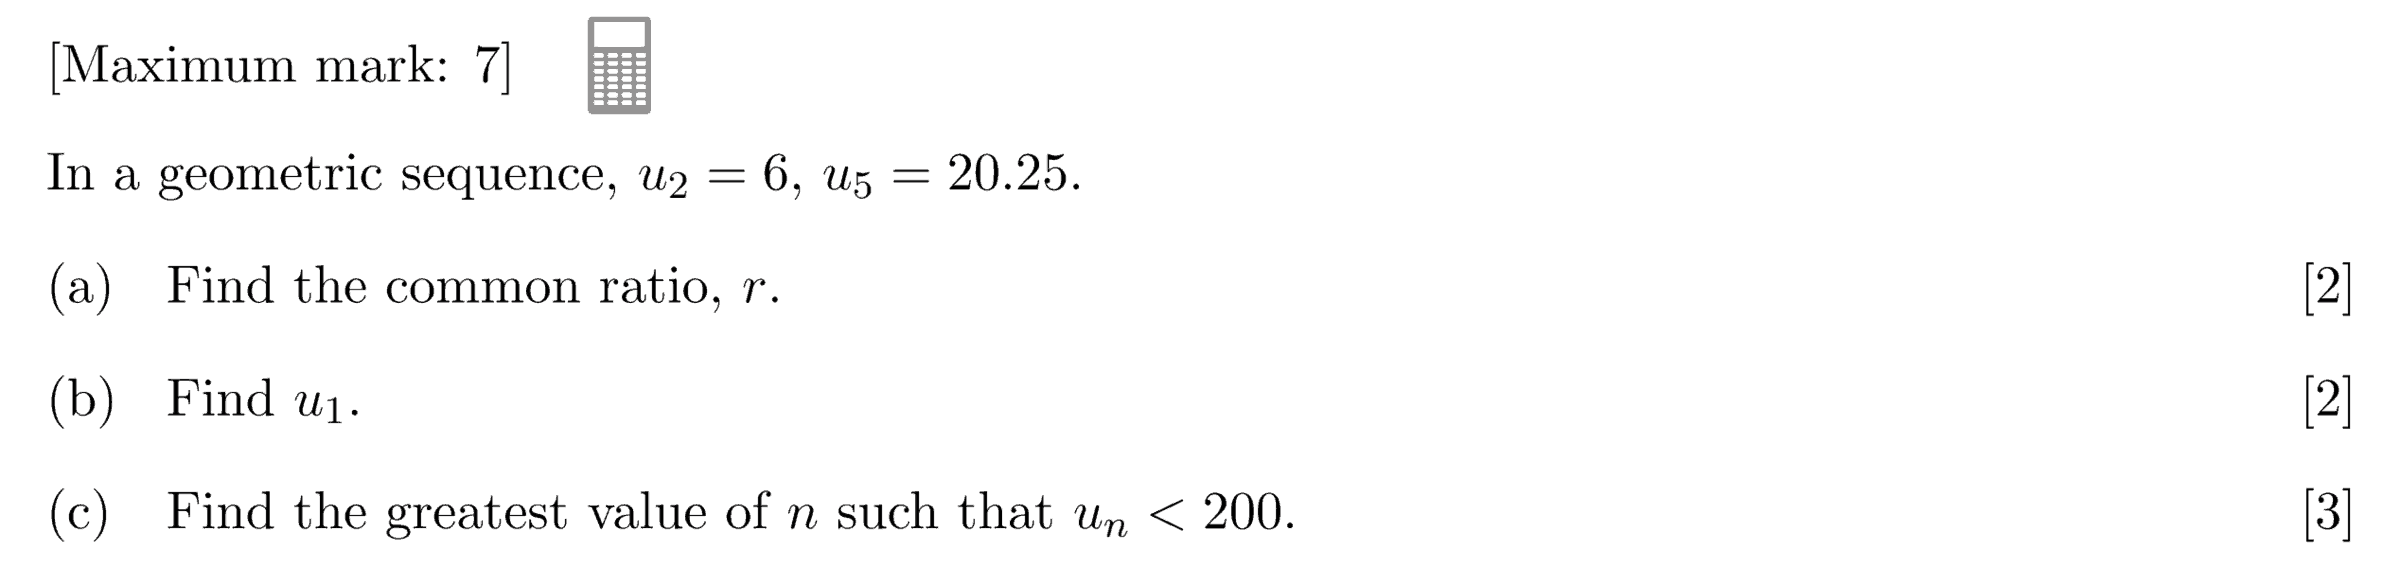 [Maximum mark: 7]
In a geometric sequence, u₂ = 6, u₅ = 20.25.
(a) Find the common ratio, r. [2]
(b) Find u₁. [2]
(c) Find the greatest value of n such that uₙ < 200. [3]